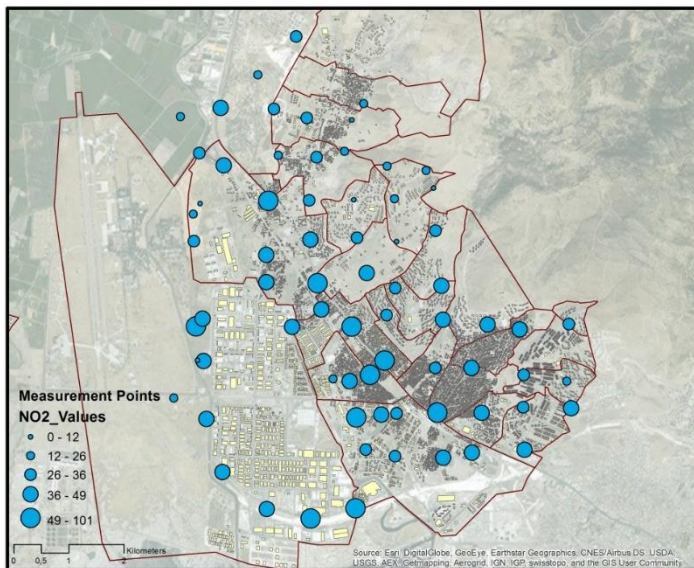 Measurement Points
NO2_Values
0 - 12
12 - 26
26 - 36
36 - 49
49 - 101
0 0,5 1 2
Kilometers
Source: Esri, DigitalGlobe, GeoEye, Earthstar Geographics, CNES/Airbus DS, USDA,
USGS, AEX, Getmapping, Aerogrid, IGN, IGP, swisstopo, and the GIS User Community